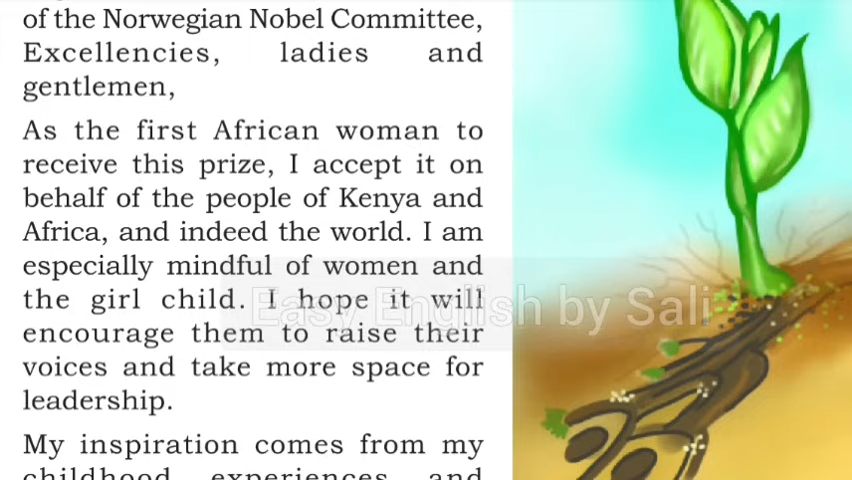 of the Norwegian Nobel Committee,
Excellencies, ladies and
gentlemen,
As the first African woman to
receive this prize, I accept it on
behalf of the people of Kenya and
Africa, and indeed the world. I am
especially mindful of women and
the girl child. I hope it will
encourage them to raise their
voices and take more space for
leadership.
My inspiration comes from my
childhood experiences and
Easy English by Sali